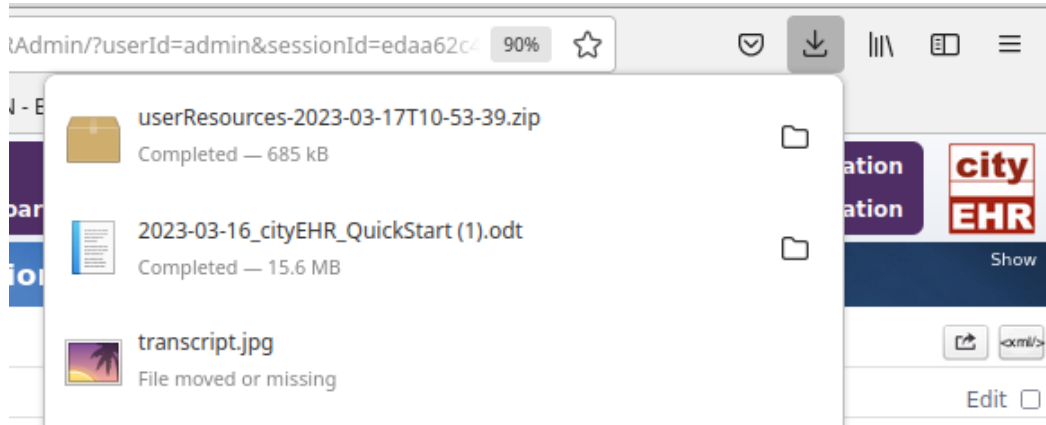 RAdmin/?userId=admin&sessionId=edaa62c4
90%
userResources-2023-03-17T10-53-39.zip
Completed — 685 kB
2023-03-16_cityEHR_QuickStart (1).odt
Completed — 15.6 MB
transcript.jpg
File moved or missing
ation
ation
city
EHR
Show
<xml/>
Edit